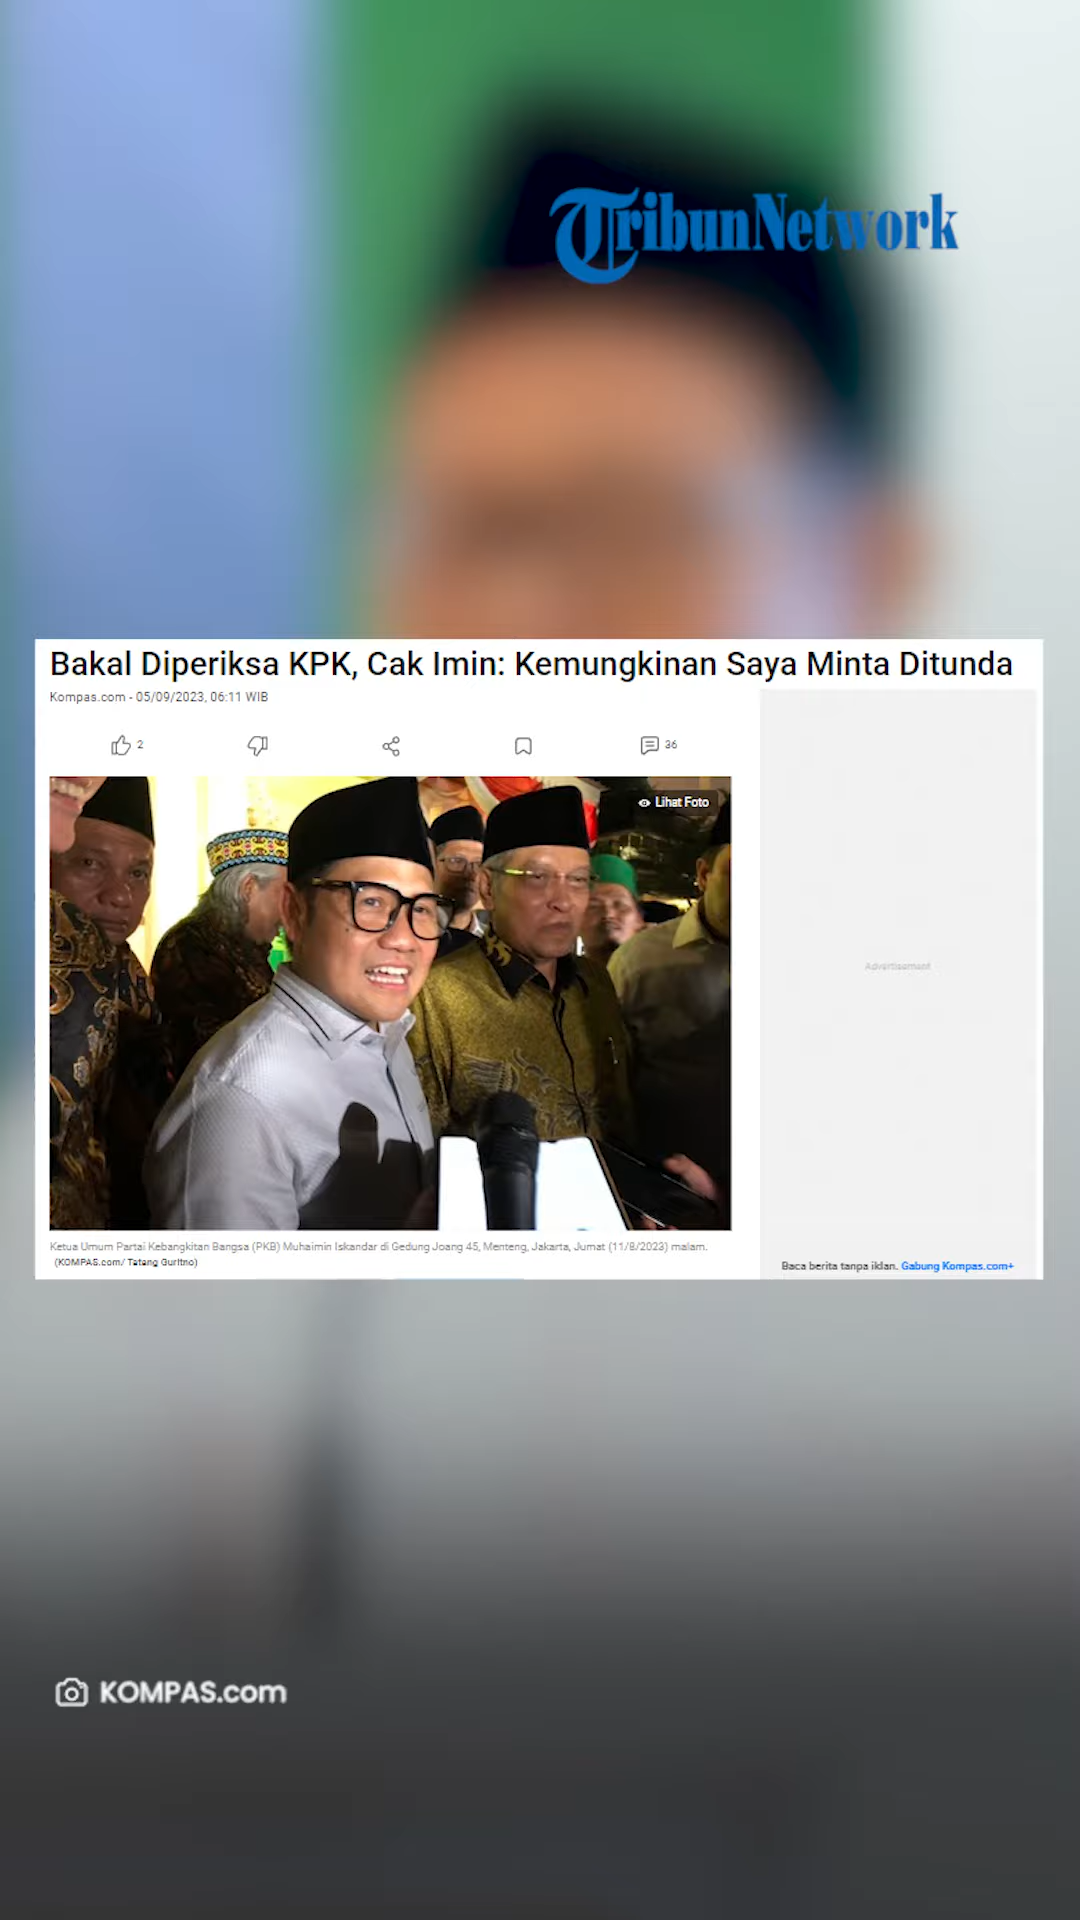 TribunNetwork
Bakal Diperiksa KPK, Cak Imin: Kemungkinan Saya Minta Ditunda
Kompas.com - 05/09/2023, 06:11 WIB
2
36
Lihat Foto
Advertisement
Ketua Umum Partai Kebangkitan Bangsa (PKB) Muhaimin Iskandar di Gedung Joang 45, Menteng, Jakarta, Jumat (11/8/2023) malam.
(KOMPAS.com/ Tatang Guritno)
Baca berita tanpa iklan. Gabung Kompas.com+
KOMPAS.com